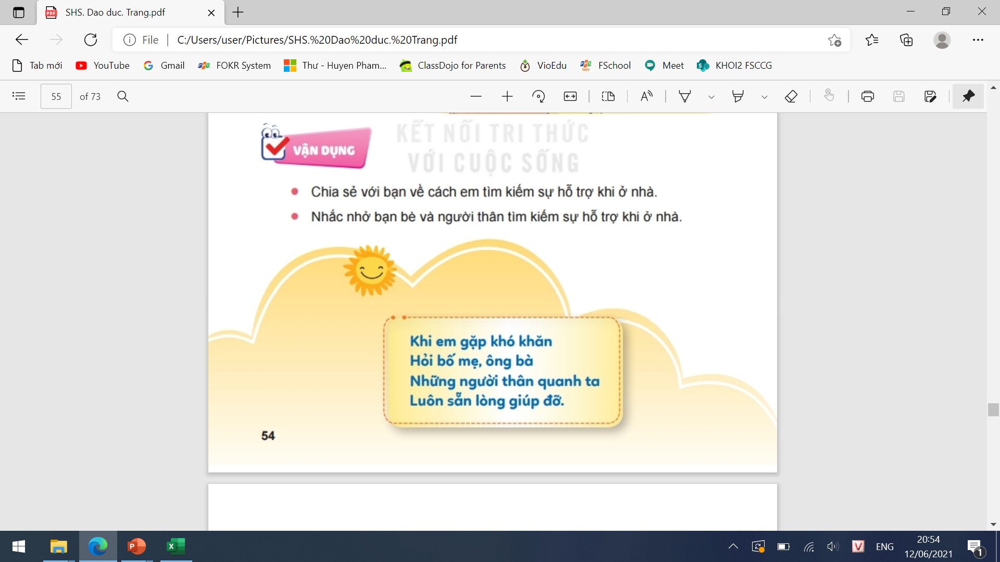 SHS. Dao duc. Trang.pdf
File
C:/Users/user/Pictures/SHS.%20Dao%20duc.%20Trang.pdf
Tab mới
YouTube
Gmail
FOKR System
Thư - Huyen Pham...
ClassDojo for Parents
VioEdu
FSchool
Meet
KHOI2 FSCCG
55 of 73
VẬN DỤNG
KẾT NỐI TRI THỨC
VỚI CUỘC SỐNG
Chia sẻ với bạn về cách em tìm kiếm sự hỗ trợ khi ở nhà.
Nhắc nhở bạn bè và người thân tìm kiếm sự hỗ trợ khi ở nhà.
Khi em gặp khó khăn
Hỏi bố mẹ, ông bà
Những người thân quanh ta
Luôn sẵn lòng giúp đỡ.
54
ENG
20:54
12/06/2021
1